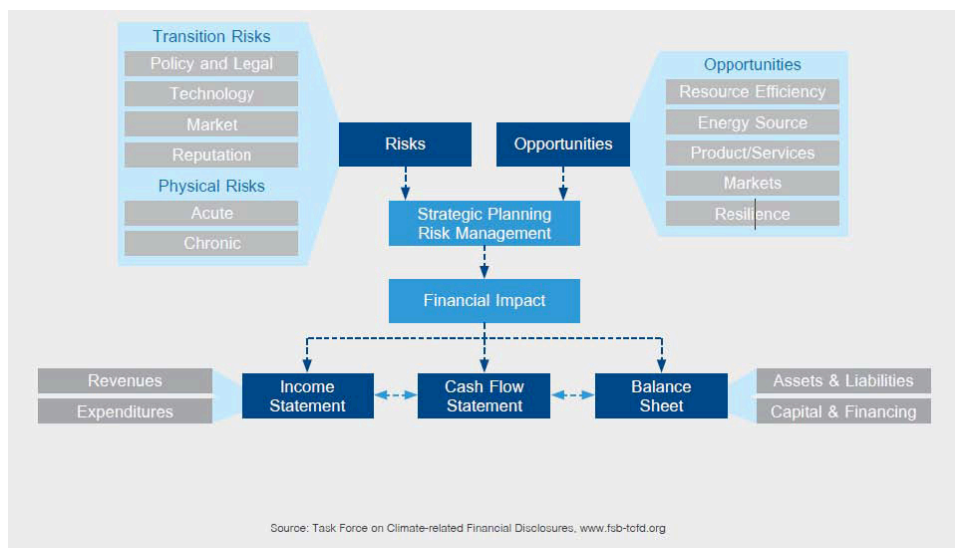 Transition Risks
Policy and Legal
Technology
Market
Reputation
Physical Risks
Acute
Chronic
Risks
Opportunities
Opportunities
Resource Efficiency
Energy Source
Product/Services
Markets
Resilience
Strategic Planning
Risk Management
Financial Impact
Revenues
Expenditures
Income
Statement
Cash Flow
Statement
Balance
Sheet
Assets & Liabilities
Capital & Financing
Source: Task Force on Climate-related Financial Disclosures, www.fsb-tcfd.org